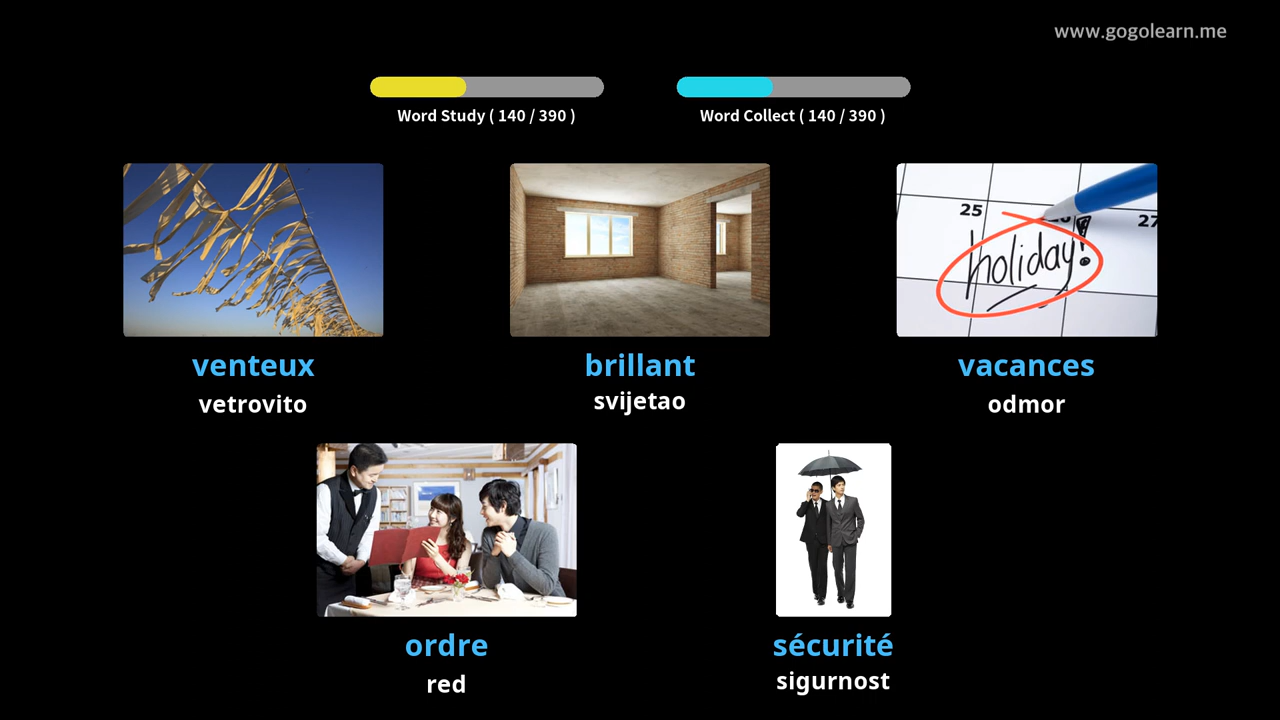 www.gogolearn.me
Word Study ( 140 / 390 )
Word Collect ( 140 / 390 )
25
27
holiday!
venteux
brillant
vacances
vetrovito
svijetao
odmor
ordre
sécurité
red
sigurnost